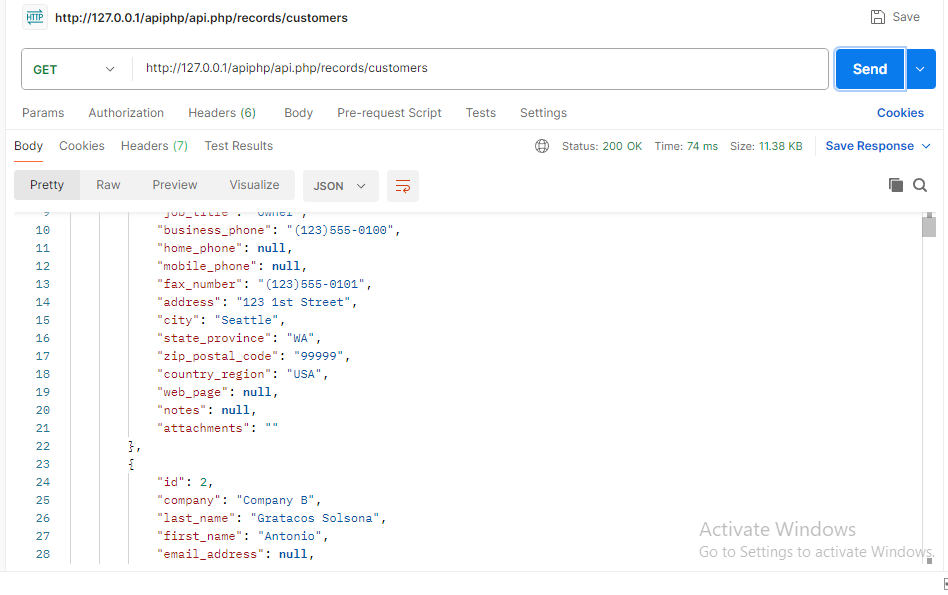 HTTP http://127.0.0.1/apiphp/api.php/records/customers Save
GET http://127.0.0.1/apiphp/api.php/records/customers Send
Params Authorization Headers (6) Body Pre-request Script Tests Settings Cookies
Body Cookies Headers (7) Test Results Status: 200 OK Time: 74 ms Size: 11.38 KB Save Response
Pretty Raw Preview Visualize JSON
9 "job_title": "Owner",
10 "business_phone": "(123)555-0100",
11 "home_phone": null,
12 "mobile_phone": null,
13 "fax_number": "(123)555-0101",
14 "address": "123 1st Street",
15 "city": "Seattle",
16 "state_province": "WA",
17 "zip_postal_code": "99999",
18 "country_region": "USA",
19 "web_page": null,
20 "notes": null,
21 "attachments": ""
22 },
23 {
24 "id": 2,
25 "company": "Company B",
26 "last_name": "Gratacos Solsona",
27 "first_name": "Antonio",
28 "email_address": null,
Activate Windows
Go to Settings to activate Windows.